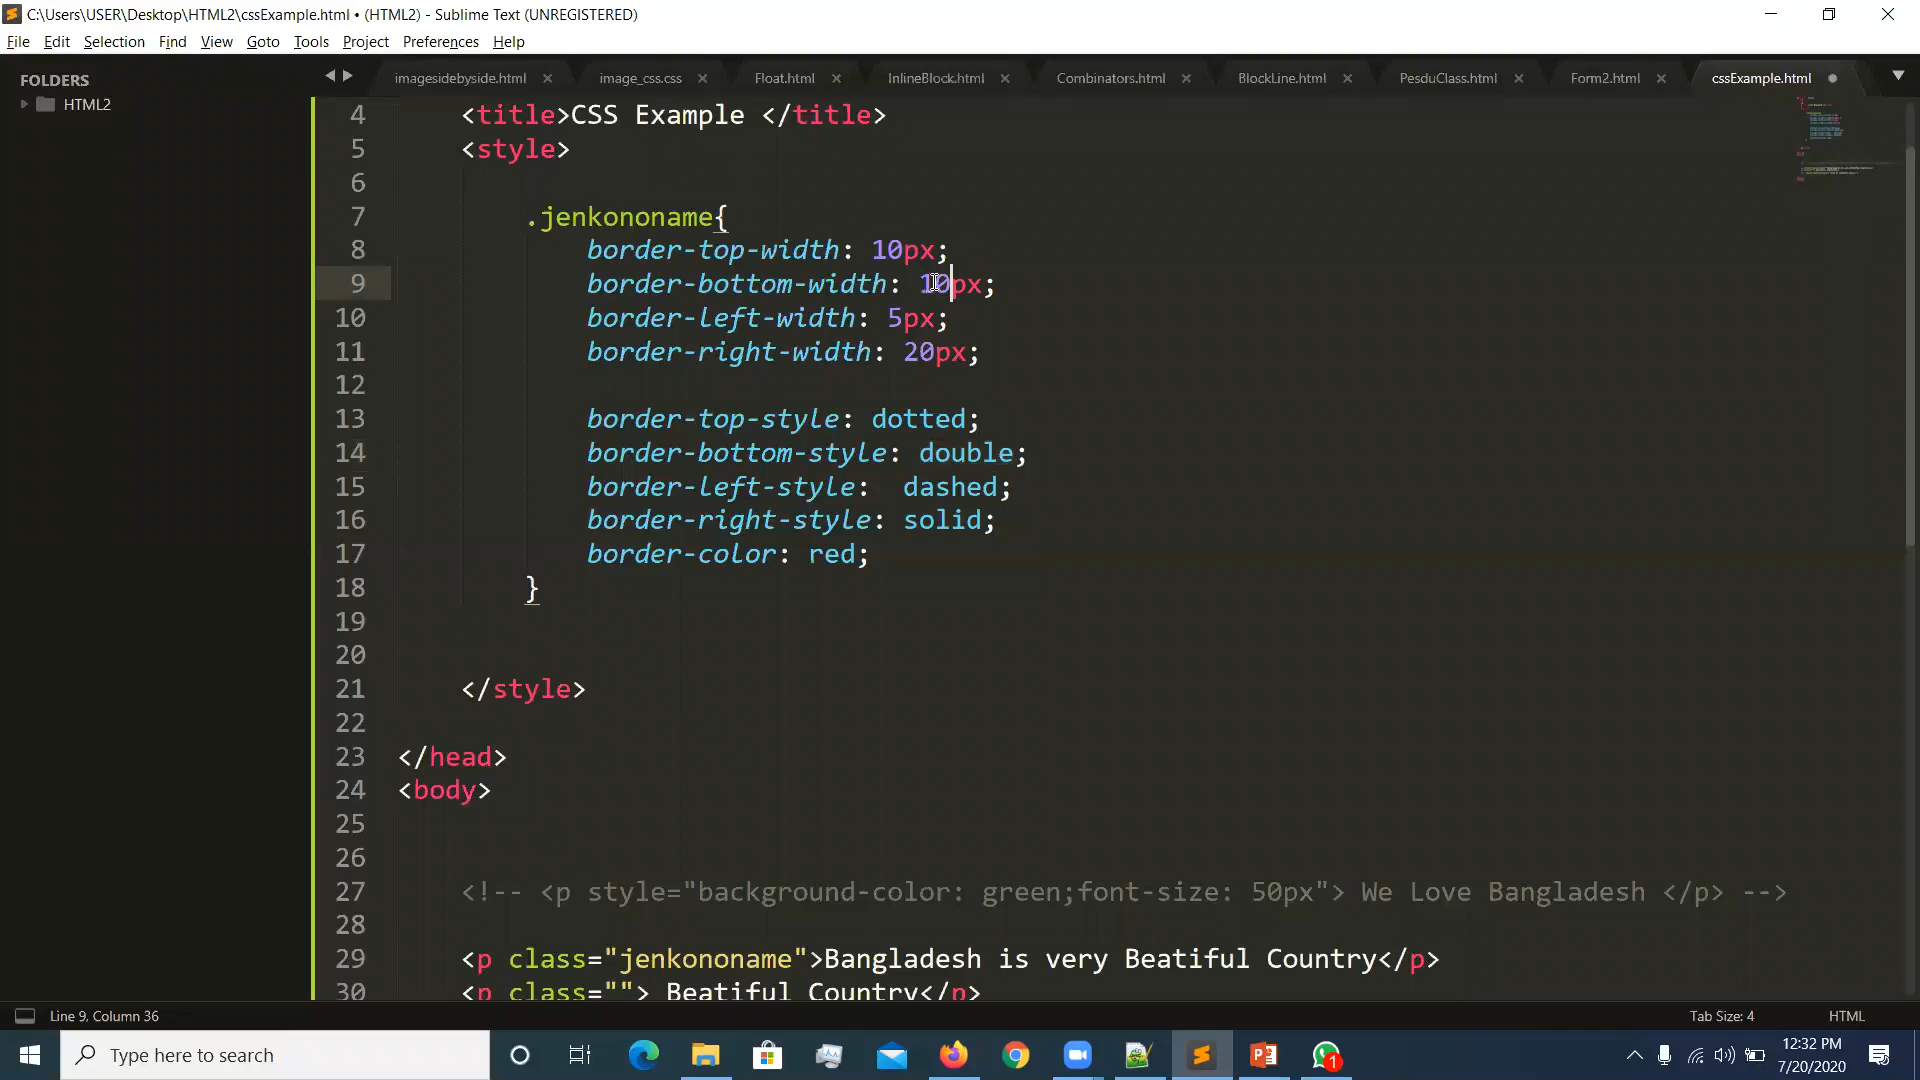 C:\Users\USER\Desktop\HTML2\cssExample.html • (HTML2) - Sublime Text (UNREGISTERED)
File Edit Selection Find View Goto Tools Project Preferences Help
FOLDERS
HTML2
imagesidebyside.html image_css.css Float.html InlineBlock.html Combinators.html BlockLine.html PesduClass.html Form2.html cssExample.html
4 <title>CSS Example </title>
5 <style>
6
7 .jenkononame{
8 border-top-width: 10px;
9 border-bottom-width: 10px;
10 border-left-width: 5px;
11 border-right-width: 20px;
12
13 border-top-style: dotted;
14 border-bottom-style: double;
15 border-left-style:  dashed;
16 border-right-style: solid;
17 border-color: red;
18 }
19
20
21 </style>
22
23 </head>
24 <body>
25
26
27 <!-- <p style="background-color: green;font-size: 50px"> We Love Bangladesh </p> -->
28
29 <p class="jenkononame">Bangladesh is very Beatiful Country</p>
30 <p class=""> Beatiful Country</p>
Line 9, Column 36
Tab Size: 4
HTML
Type here to search
1
12:32 PM
7/20/2020